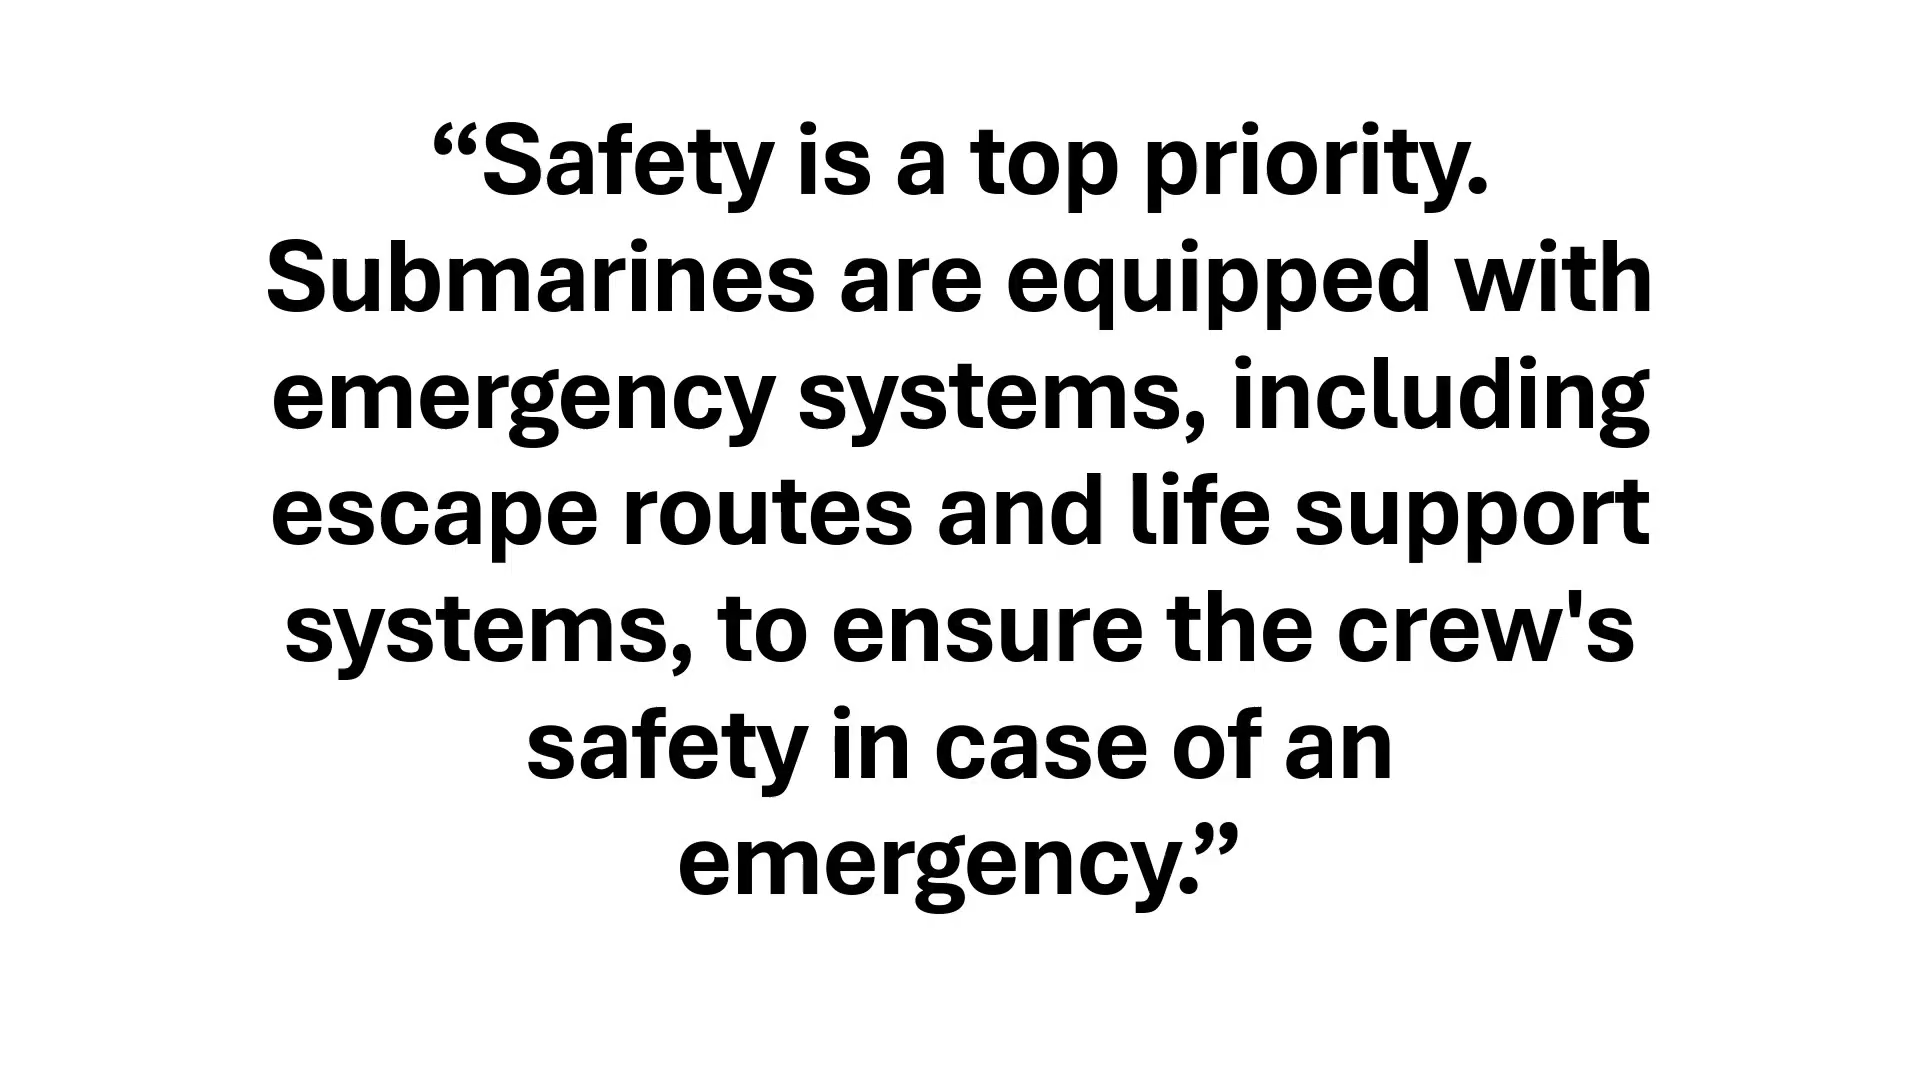 “Safety is a top priority.
Submarines are equipped with
emergency systems, including
escape routes and life support
systems, to ensure the crew's
safety in case of an
emergency.”